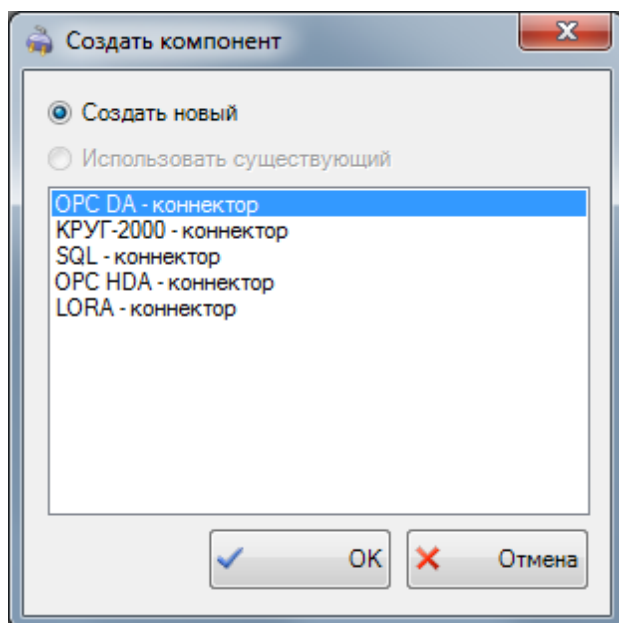 Создать компонент
Создать новый
Использовать существующий
OPC DA - коннектор
КРУГ-2000 - коннектор
SQL - коннектор
OPC HDA - коннектор
LORA - коннектор
OK
Отмена